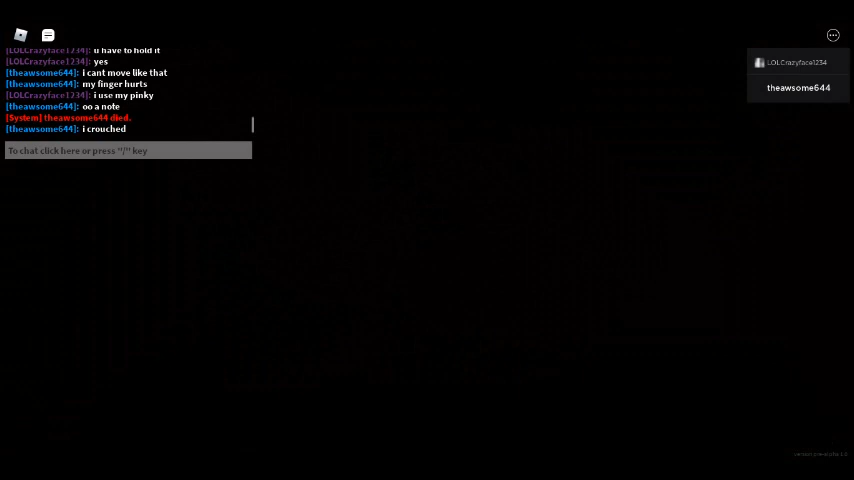 [LOLCrazyface1234]: u have to hold it
[LOLCrazyface1234]: yes
[theawsome644]: i cant move like that
[theawsome644]: my finger hurts
[LOLCrazyface1234]: i use my pinky
[theawsome644]: oo a note
[System] theawsome644 died.
[theawsome644]: i crouched
To chat click here or press "/" key
LOLCrazyface1234
theawsome644